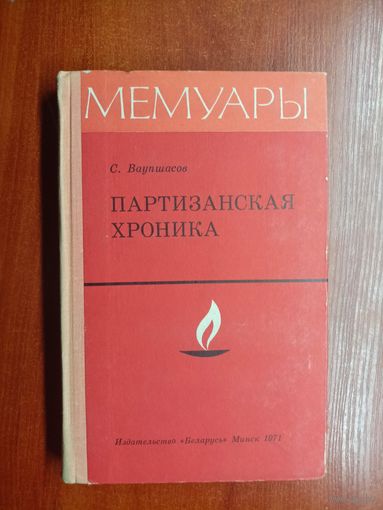 МЕМУАРЫ
С. Ваупшасов
ПАРТИЗАНСКАЯ
ХРОНИКА
Издательство «Беларусь» Минск 1971